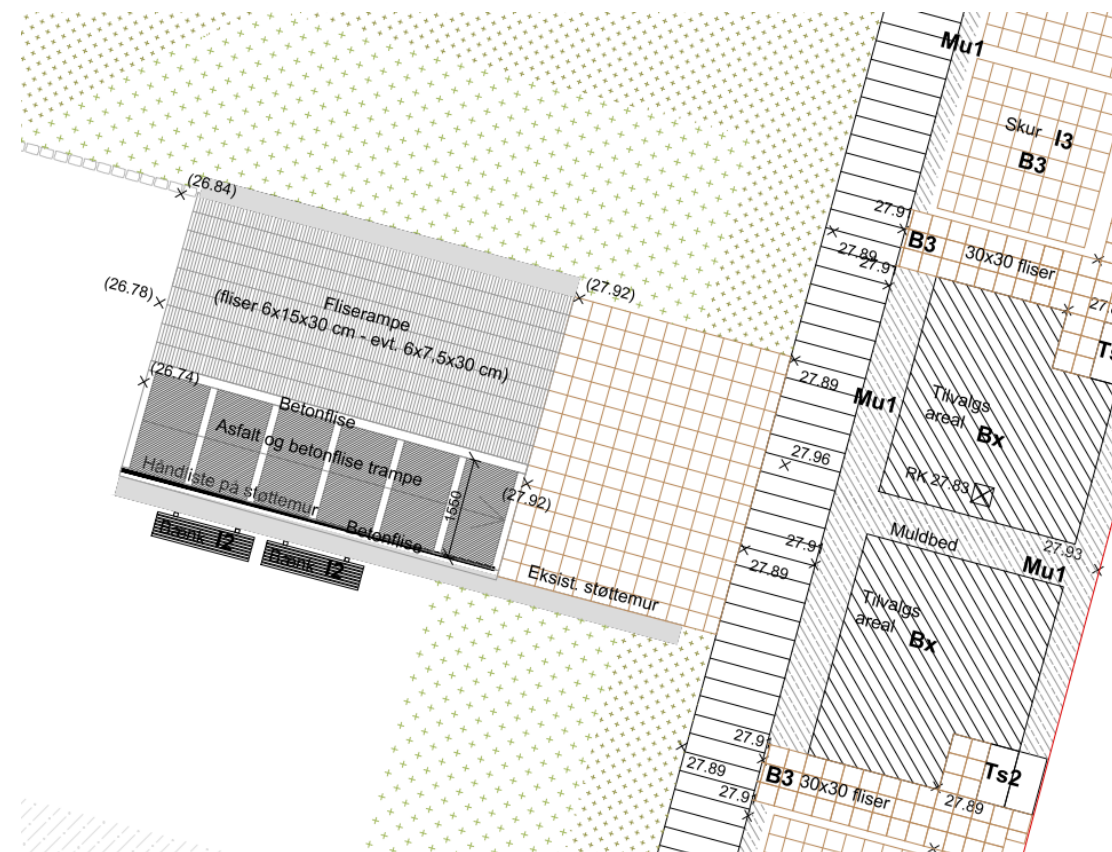 Mu1
Skur I3
B3
(26.84)
27.91
B3 30x30 fliser
27.89
27.91
(26.78)
(27.92)
Fliserampe
(fliser 6x15x30 cm - evt. 6x7,5x30 cm)
(26.74)
27.89
Mu1
Tilvalgs
areal Bx
Betonflise
Asfalt og betonflise trampe
27.96
RK 27.83
Håndliste på støttemur
1550
(27.92)
Betonflise
Bænk I2
Bænk I2
27.91
27.89
Muldbed
27.93
Mu1
Eksist. støttemur
Tilvalgs
areal Bx
27.91
27.89
B3 30x30 fliser
Ts2
27.89